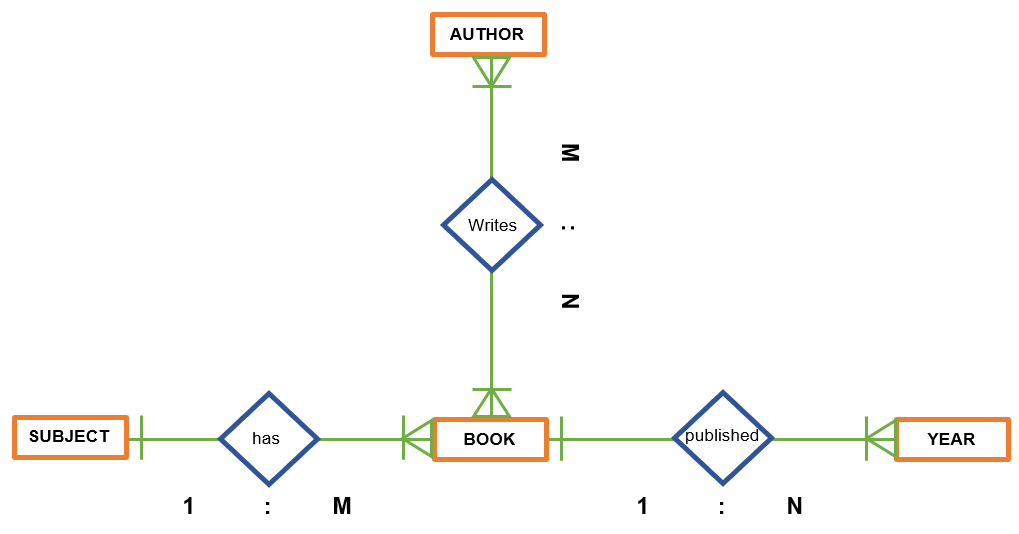 AUTHOR
M
Writes
:
N
SUBJECT
has
BOOK
published
YEAR
1 : M
1 : N